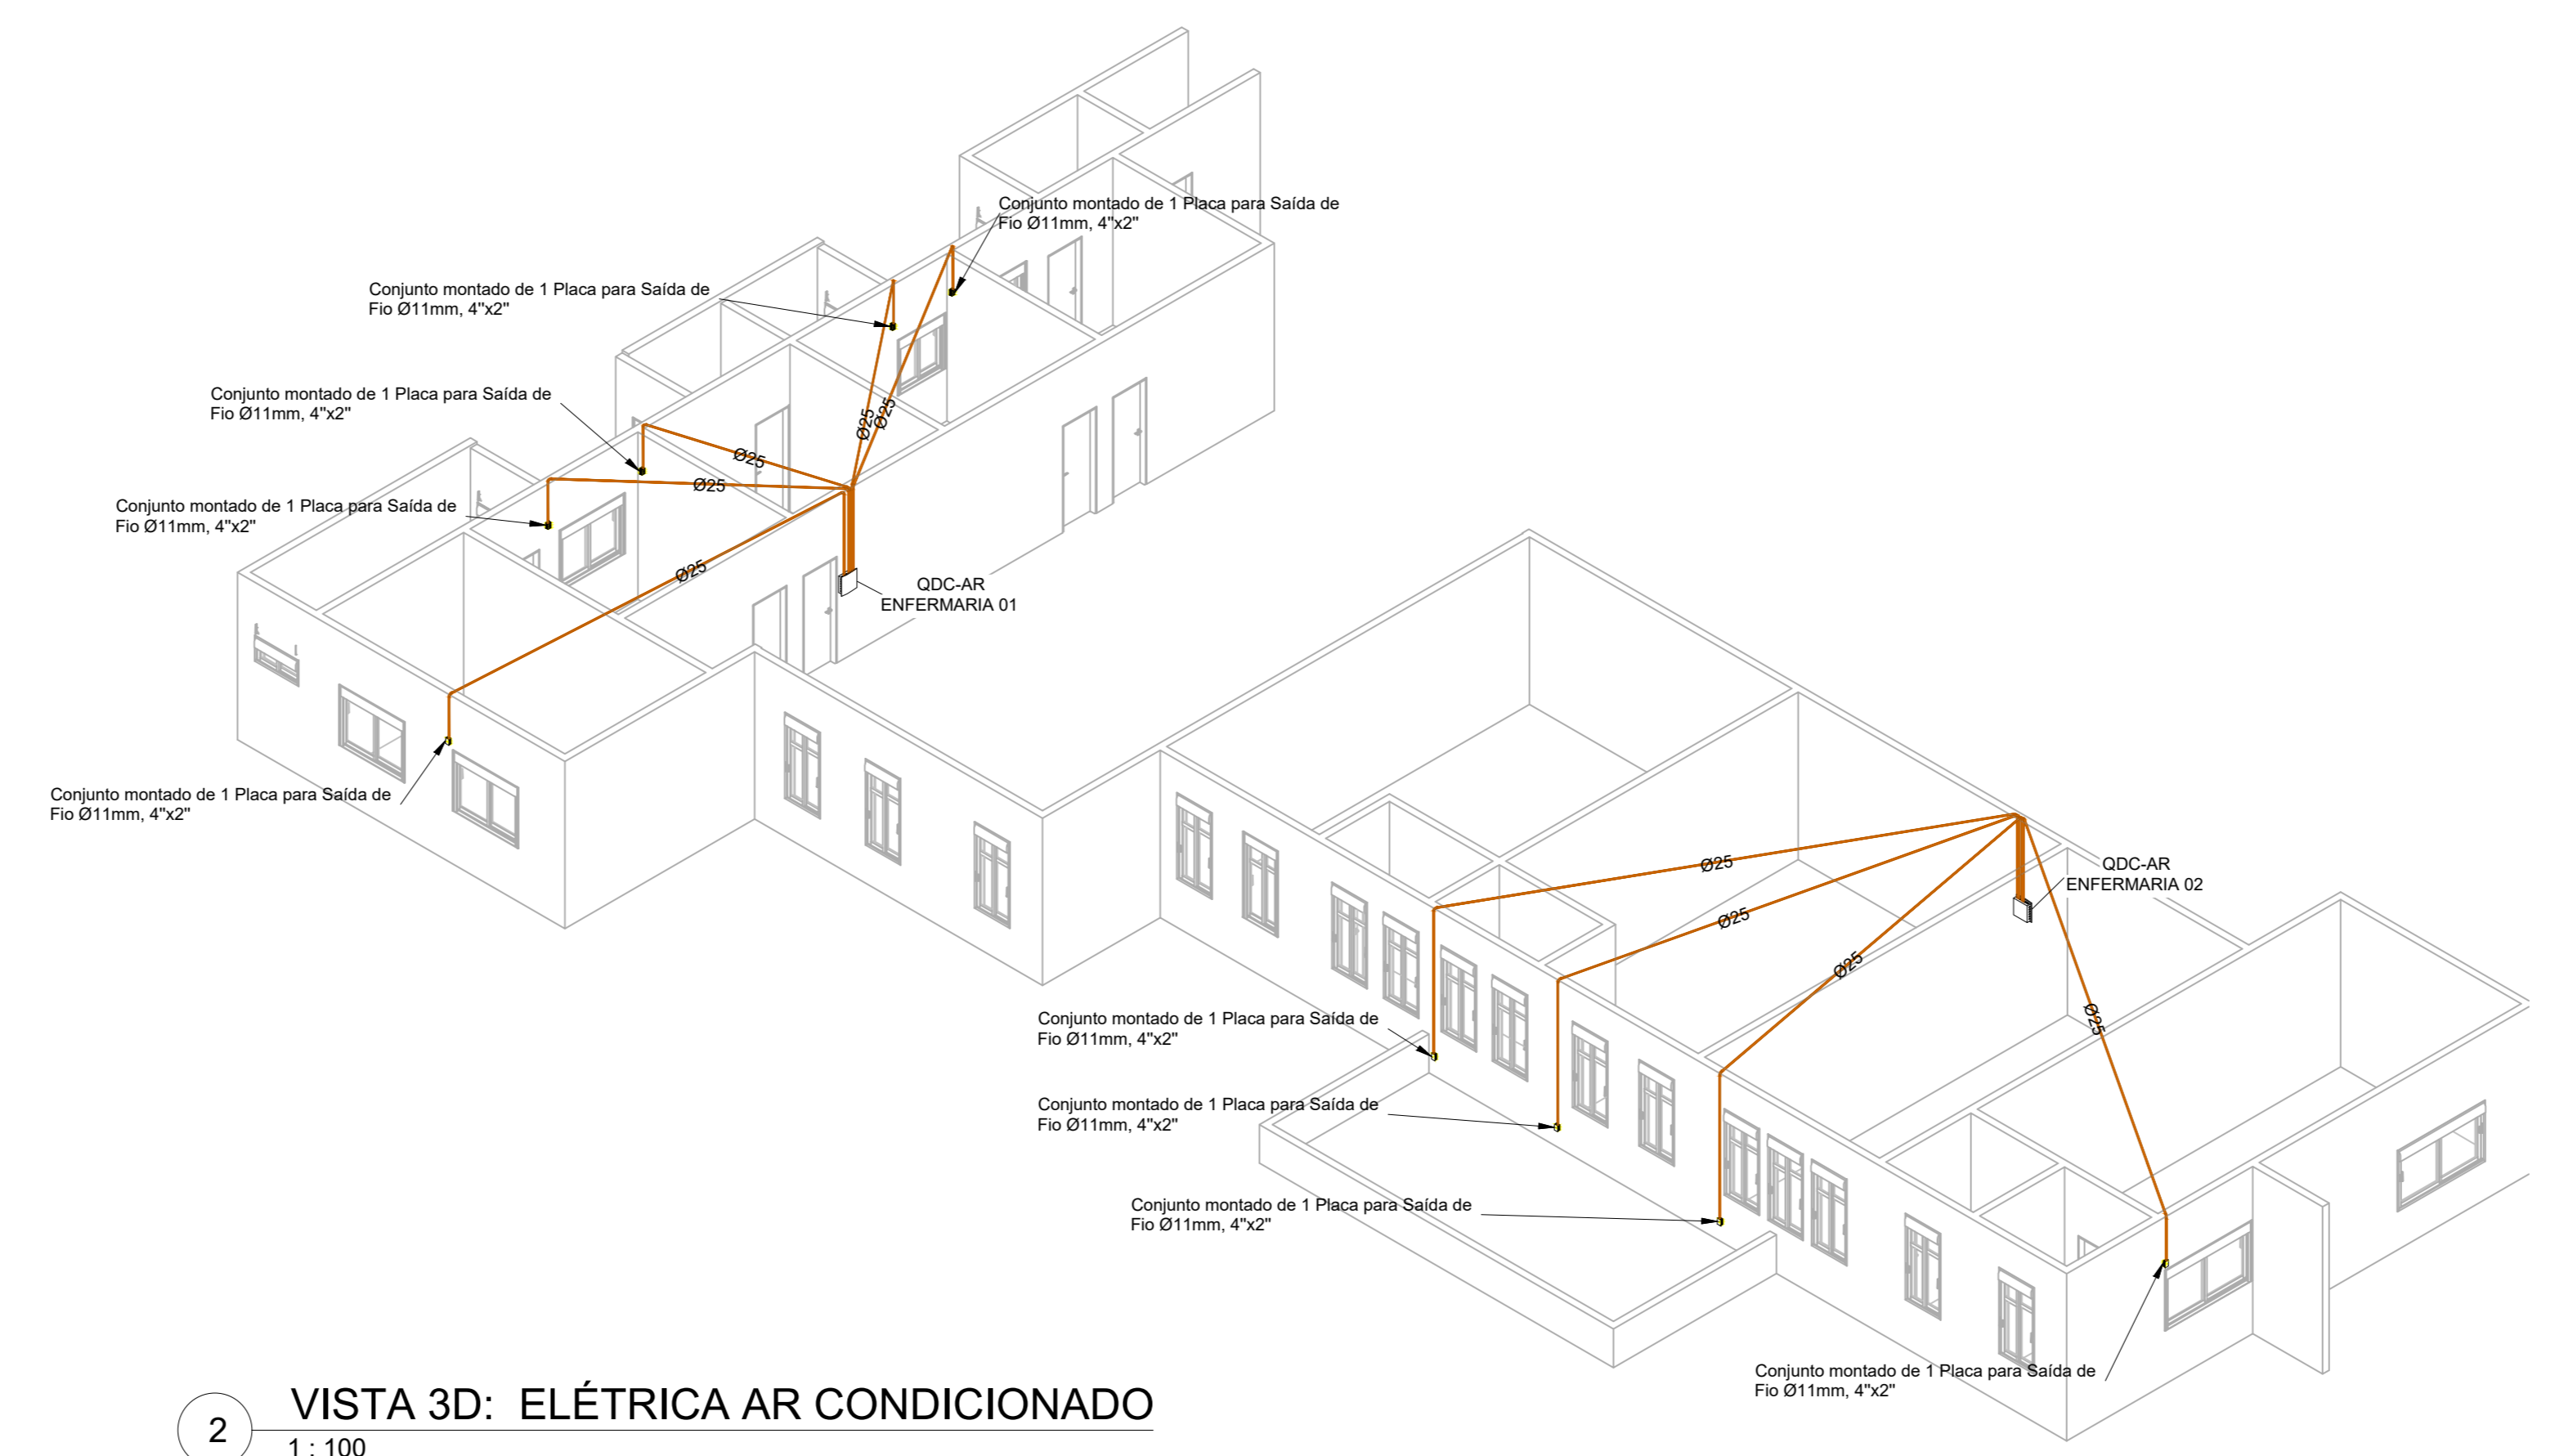 Conjunto montado de 1 Placa para Saída de
Fio Ø11mm, 4"x2"
Conjunto montado de 1 Placa para Saída de
Fio Ø11mm, 4"x2"
Conjunto montado de 1 Placa para Saída de
Fio Ø11mm, 4"x2"
Ø25
Ø25
Ø25
Ø25
Conjunto montado de 1 Placa para Saída de
Fio Ø11mm, 4"x2"
Ø25
QDC-AR
ENFERMARIA 01
Conjunto montado de 1 Placa para Saída de
Fio Ø11mm, 4"x2"
Ø25
Ø25
Ø25
Ø25
QDC-AR
ENFERMARIA 02
Conjunto montado de 1 Placa para Saída de
Fio Ø11mm, 4"x2"
Conjunto montado de 1 Placa para Saída de
Fio Ø11mm, 4"x2"
Conjunto montado de 1 Placa para Saída de
Fio Ø11mm, 4"x2"
Conjunto montado de 1 Placa para Saída de
Fio Ø11mm, 4"x2"
2
VISTA 3D: ELÉTRICA AR CONDICIONADO
1 : 100